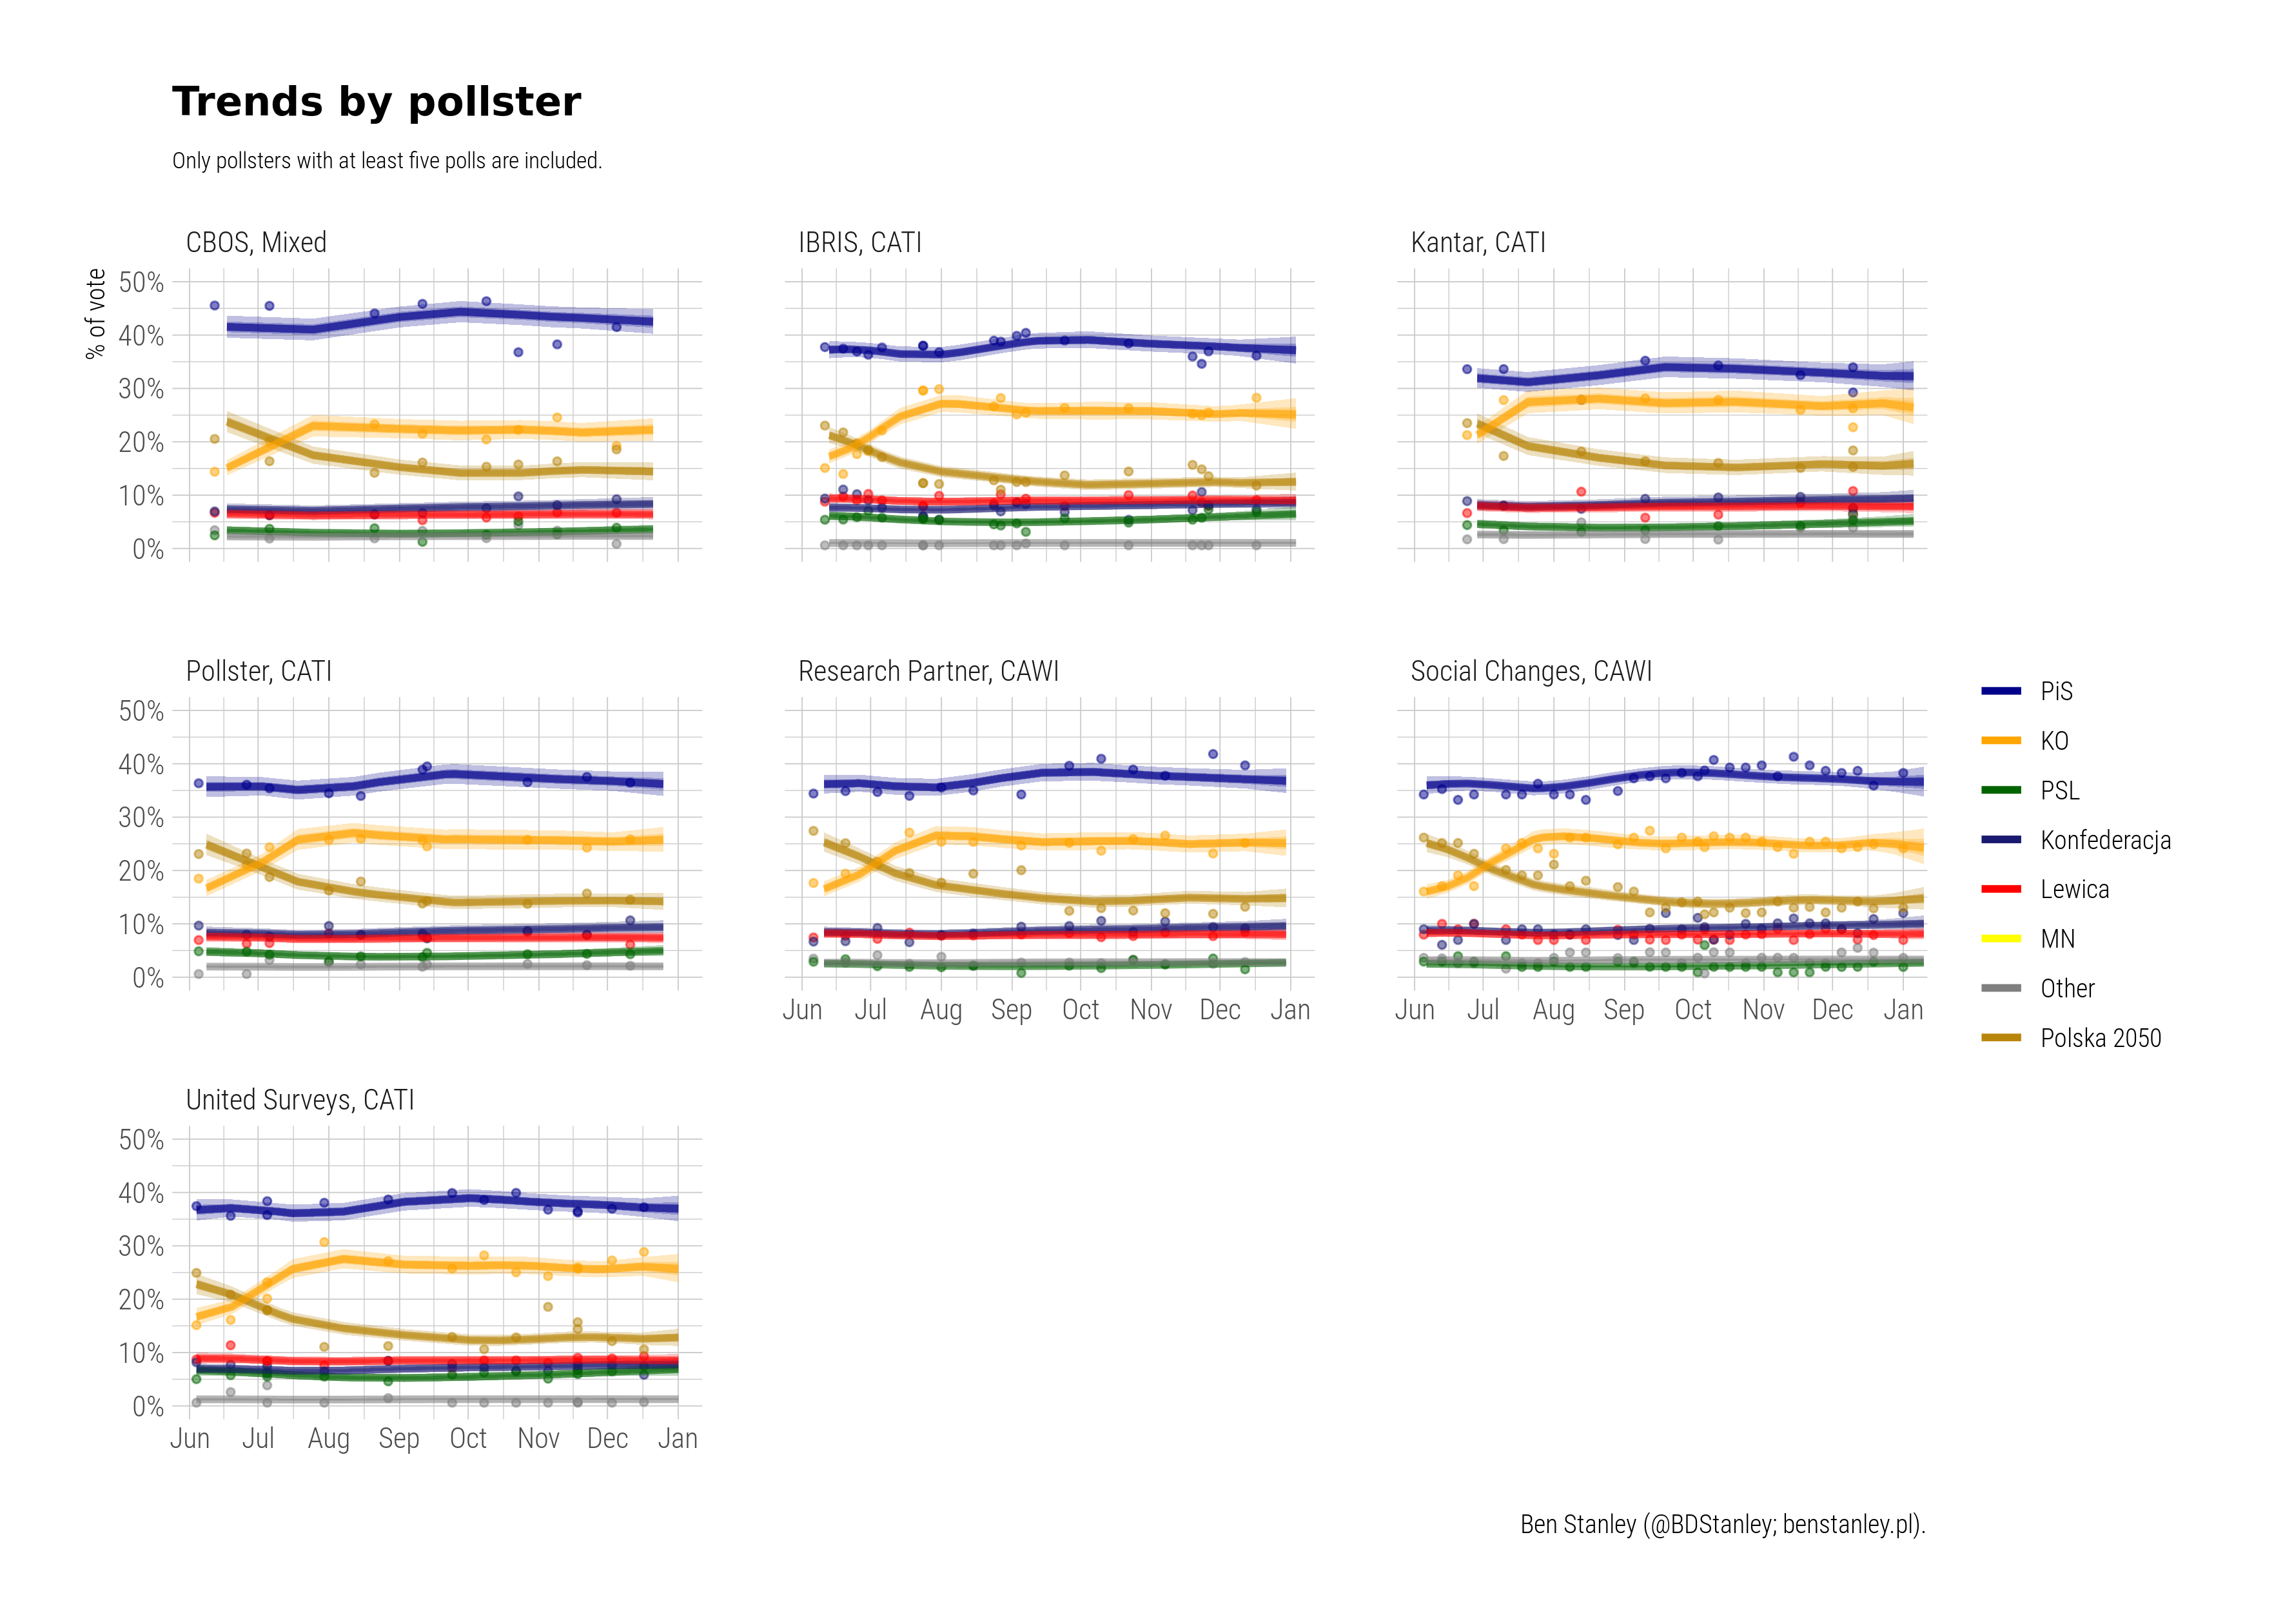 Trends by pollster
Only pollsters with at least five polls are included.
CBOS, Mixed
IBRIS, CATI
Kantar, CATI
% of vote
50%
40%
30%
20%
10%
0%
Pollster, CATI
Research Partner, CAWI
Social Changes, CAWI
50%
40%
30%
20%
10%
0%
Jun Jul Aug Sep Oct Nov Dec Jan
Jun Jul Aug Sep Oct Nov Dec Jan
PiS
KO
PSL
Konfederacja
Lewica
MN
Other
Polska 2050
United Surveys, CATI
50%
40%
30%
20%
10%
0%
Jun Jul Aug Sep Oct Nov Dec Jan
Ben Stanley (@BDStanley; benstanley.pl).